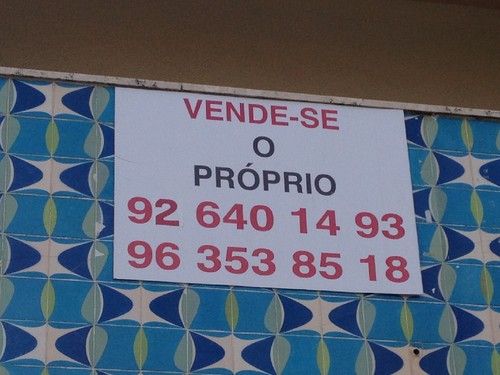 VENDE-SE
O
PRÓPRIO
92 640 14 93
96 353 85 18